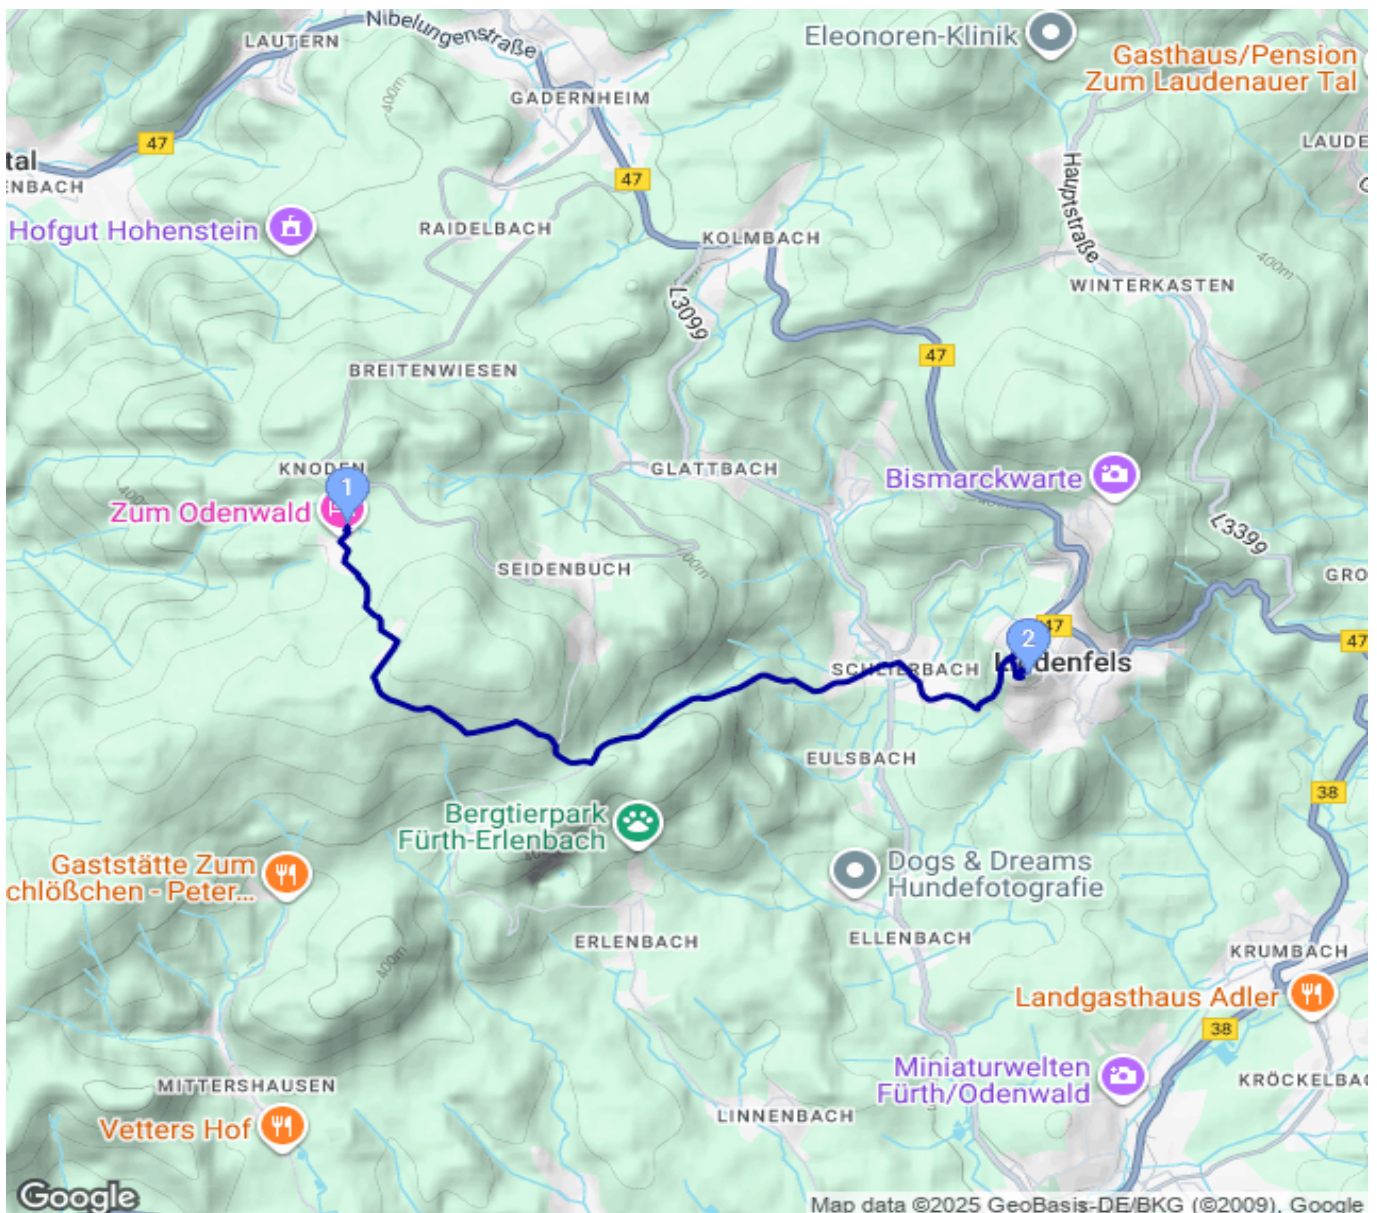 Nibelungenstraße
LAUTERN
Eleonoren-Klinik
Gasthaus/Pension
Zum Laudenauer Tal
GADERNHEIM
47
tal
ENBACH
47
LAUDE
Hauptstraße
Hofgut Hohenstein
RAIDELBACH
KOLMBACH
400m
400m
WINTERKASTEN
L3099
47
BREITENWIESEN
KNODEN
GLATTBACH
Bismarckwarte
1
Zum Odenwald
400m
L3399
SEIDENBUCH
GRO
47
2
47
SCHLIERBACH
Lindenfels
EULSBACH
38
Bergtierpark
Fürth-Erlenbach
Gaststätte Zum
chlößchen - Peter...
Dogs & Dreams
Hundefotografie
ERLENBACH
ELLENBACH
KRUMBACH
400m
Landgasthaus Adler
38
MITTERSHAUSEN
Miniaturwelten
Fürth/Odenwald
KRÖCKELBAC
LINNENBACH
Vetters Hof
Google
Map data ©2025 GeoBasis-DE/BKG (©2009), Google